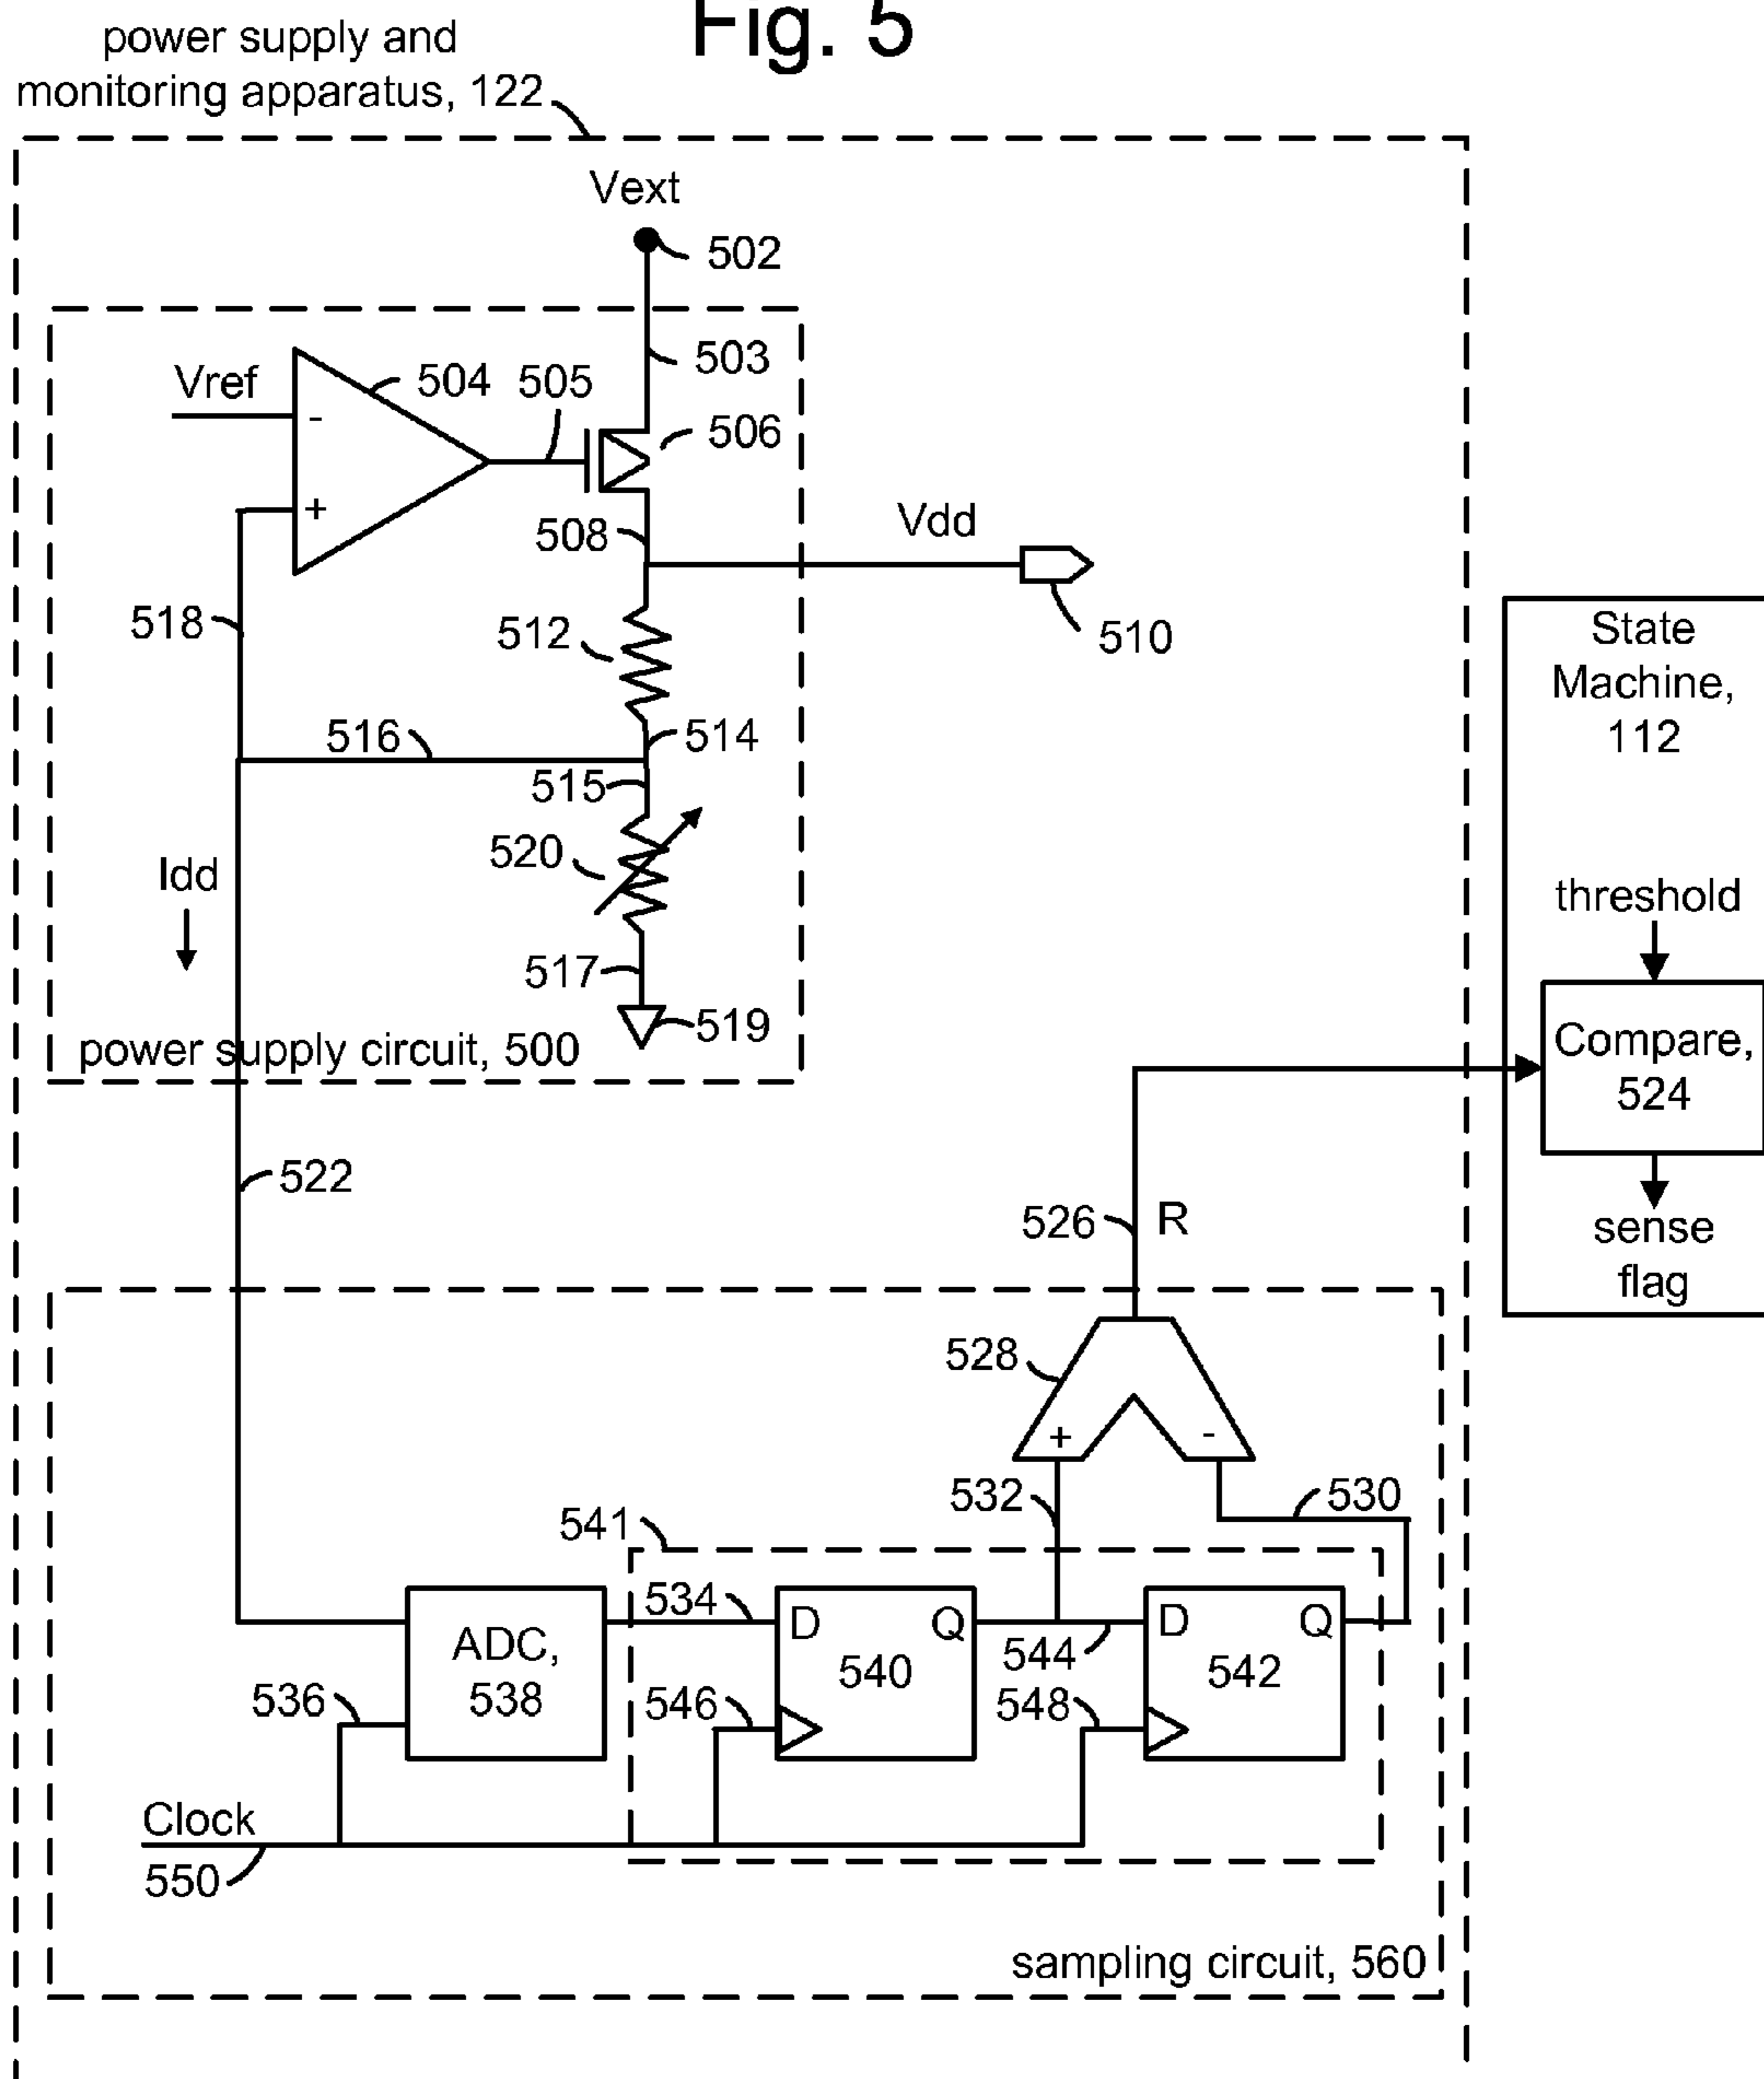 Fig. 5
power supply and
monitoring apparatus, 122
Vext
502
503
Vref
-
504
505
506
+
508
Vdd
510
518
512
516
514
515
520
Idd
517
519
power supply circuit, 500
State
Machine,
112
threshold
Compare,
524
sense
flag
522
526
R
528
+
-
532
530
541
534
D
Q
540
544
D
Q
542
ADC,
538
536
546
548
Clock
550
sampling circuit, 560